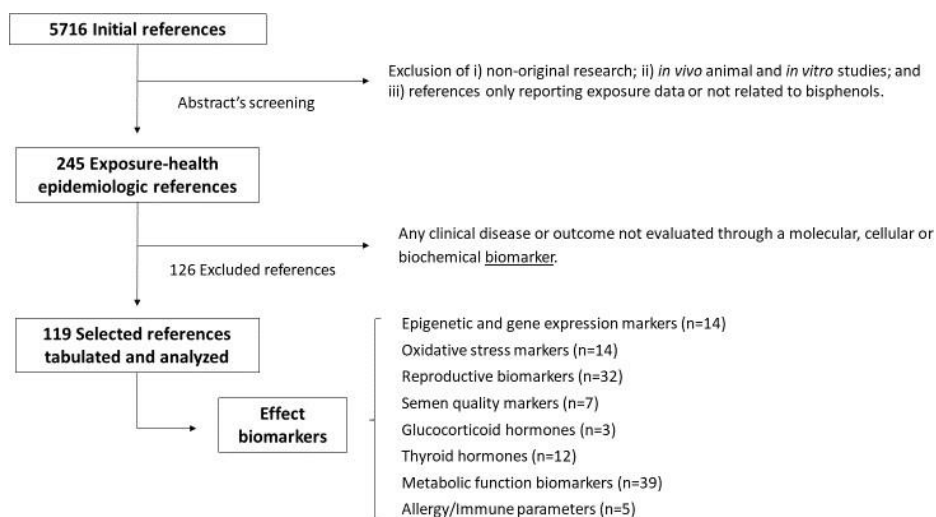 5716 Initial references
Exclusion of i) non-original research; ii) in vivo animal and in vitro studies; and
iii) references only reporting exposure data or not related to bisphenols.
Abstract's screening
245 Exposure-health
epidemiologic references
Any clinical disease or outcome not evaluated through a molecular, cellular or
biochemical biomarker.
126 Excluded references
119 Selected references
tabulated and analyzed
Effect
biomarkers
Epigenetic and gene expression markers (n=14)
Oxidative stress markers (n=14)
Reproductive biomarkers (n=32)
Semen quality markers (n=7)
Glucocorticoid hormones (n=3)
Thyroid hormones (n=12)
Metabolic function biomarkers (n=39)
Allergy/Immune parameters (n=5)